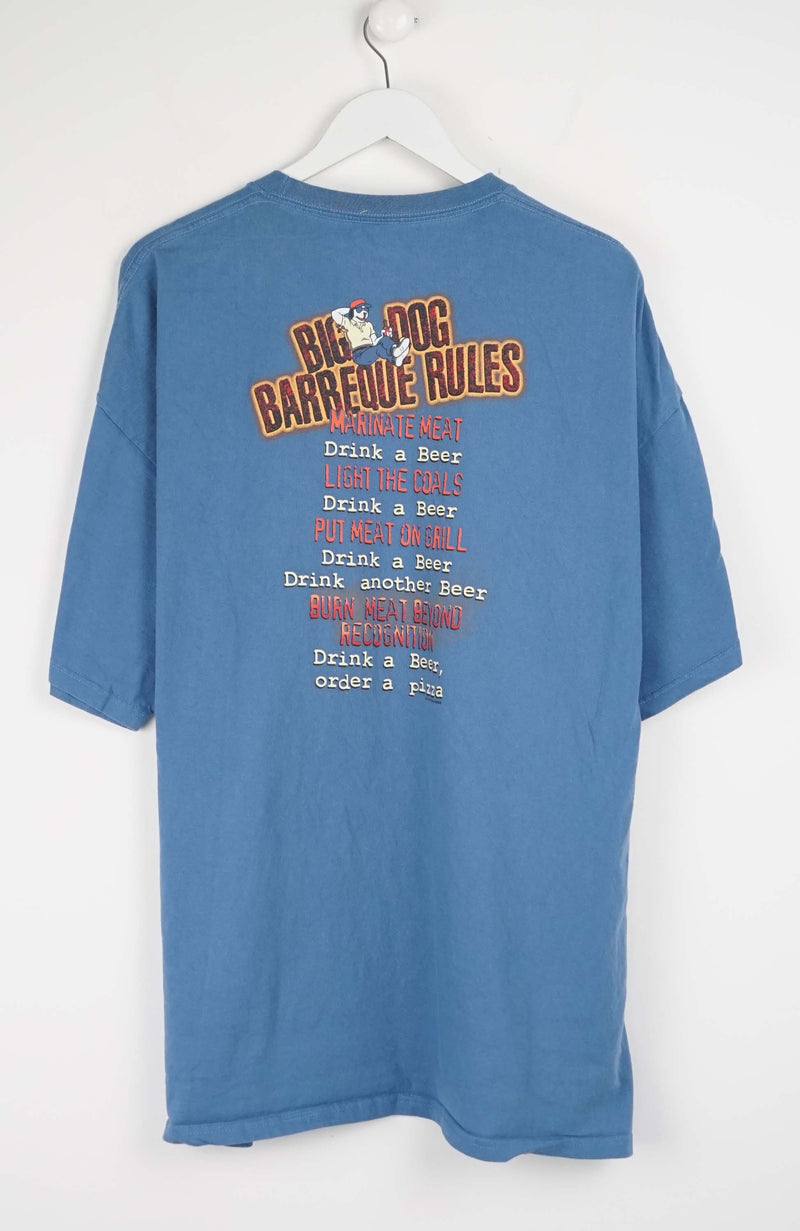 BIG DOG
BARBEQUE RULES
MARINATE MEAT
Drink a Beer
LIGHT THE COALS
Drink a Beer
PUT MEAT ON GRILL
Drink a Beer
Drink another Beer
BURN MEAT BEYOND
RECOGNITION
Drink a Beer,
order a pizza